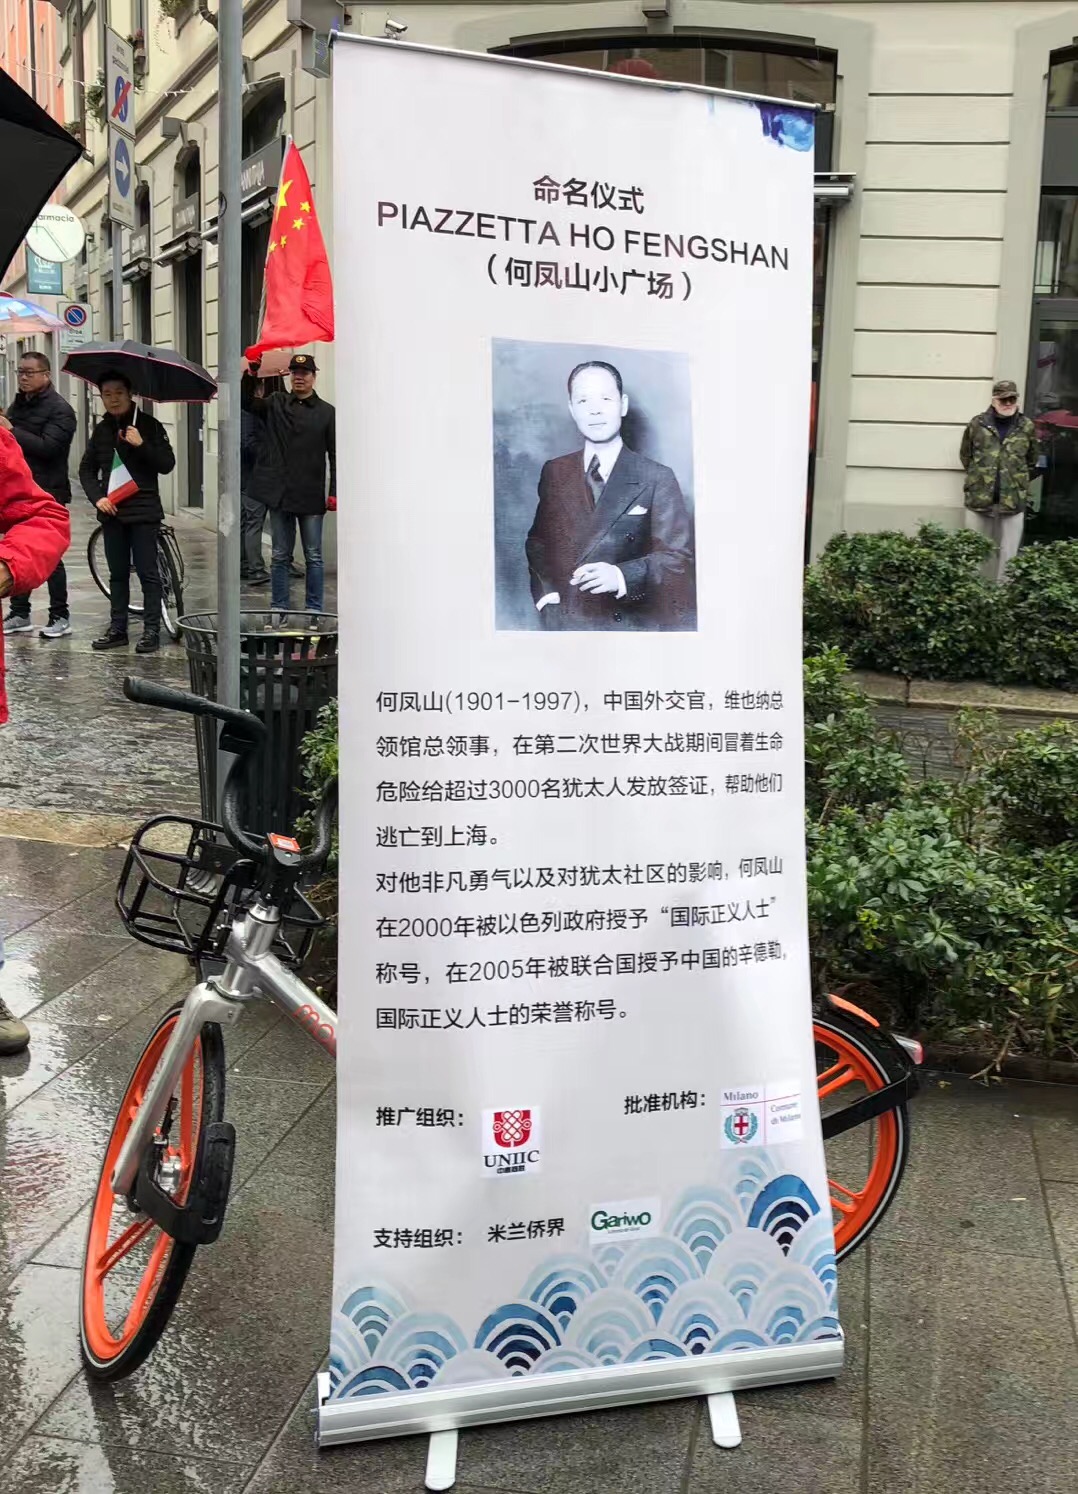 命名仪式
PIAZZETTA HO FENGSHAN
（何凤山小广场）
何凤山(1901-1997)，中国外交官，维也纳总
领馆总领事，在第二次世界大战期间冒着生命
危险给超过3000名犹太人发放签证，帮助他们
逃亡到上海。
对他非凡勇气以及对犹太社区的影响，何凤山
在2000年被以色列政府授予“国际正义人士”
称号，在2005年被联合国授予中国的辛德勒，
国际正义人士的荣誉称号。
推广组织：
UNIIC
批准机构：
Milano
Comune
di Milano
支持组织： 米兰侨界
Gariwo
armacia
mo